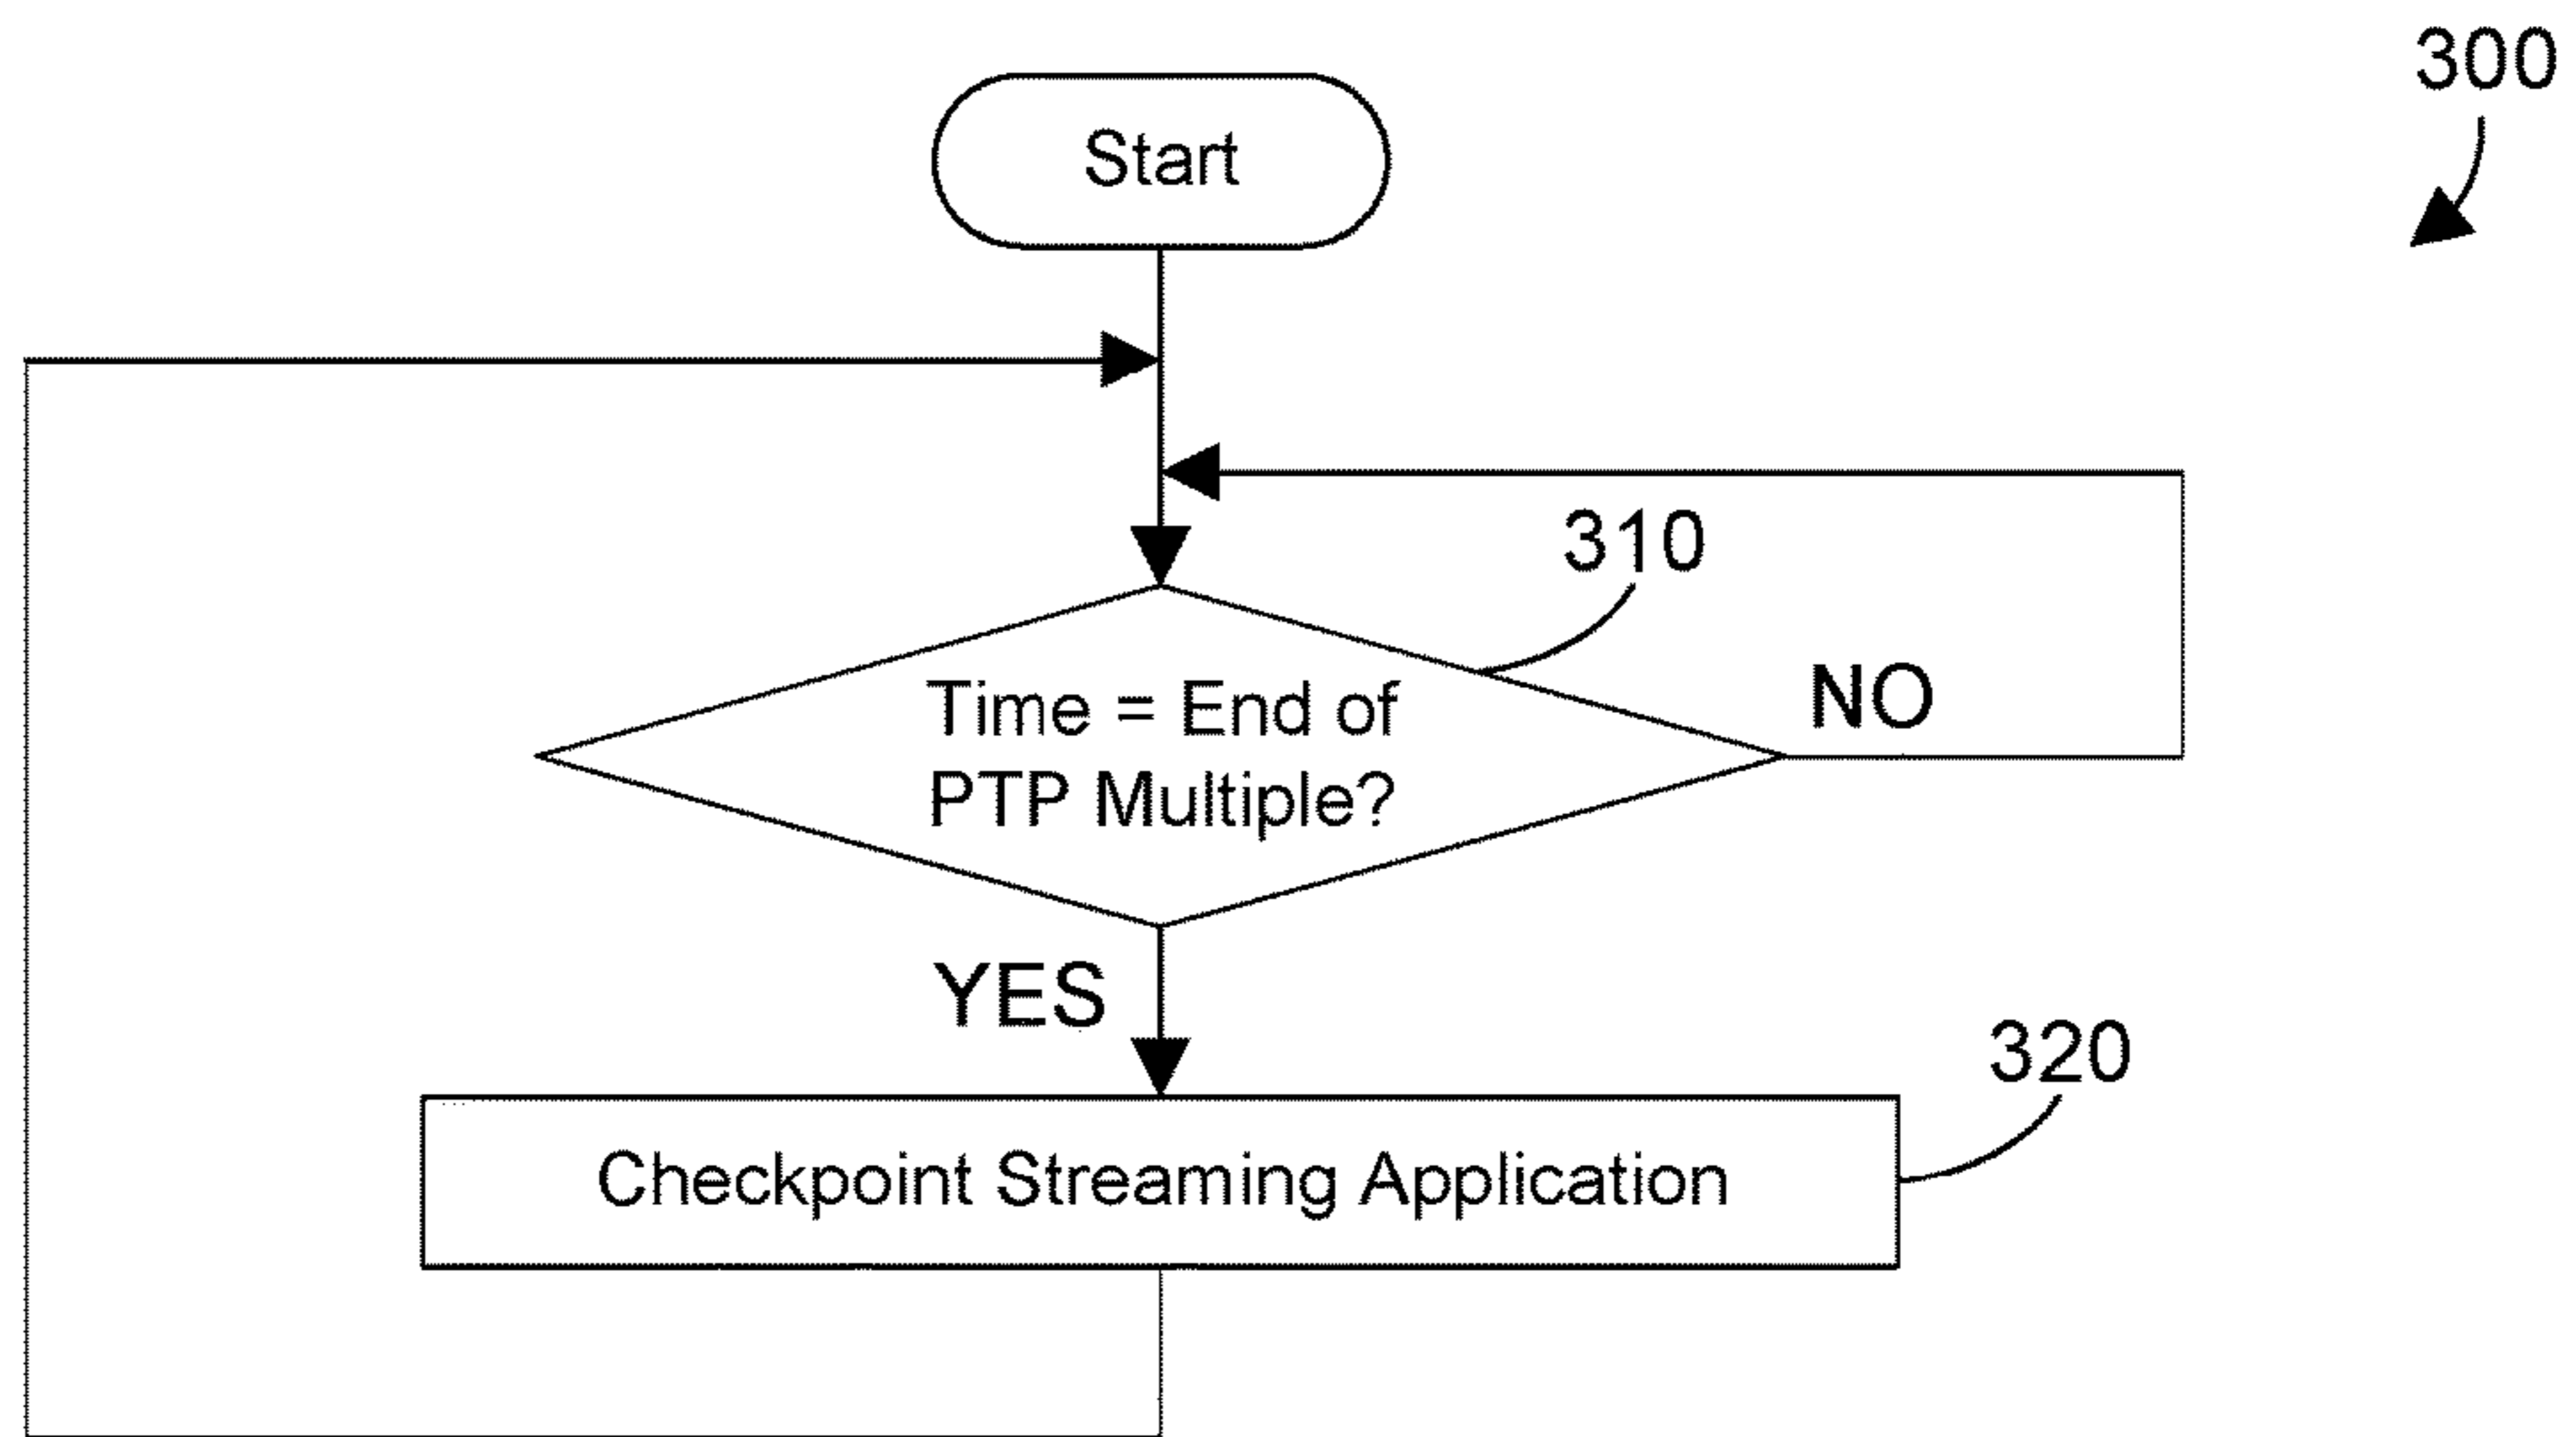 300
Start
310
NO
Time = End of
PTP Multiple?
YES
320
Checkpoint Streaming Application